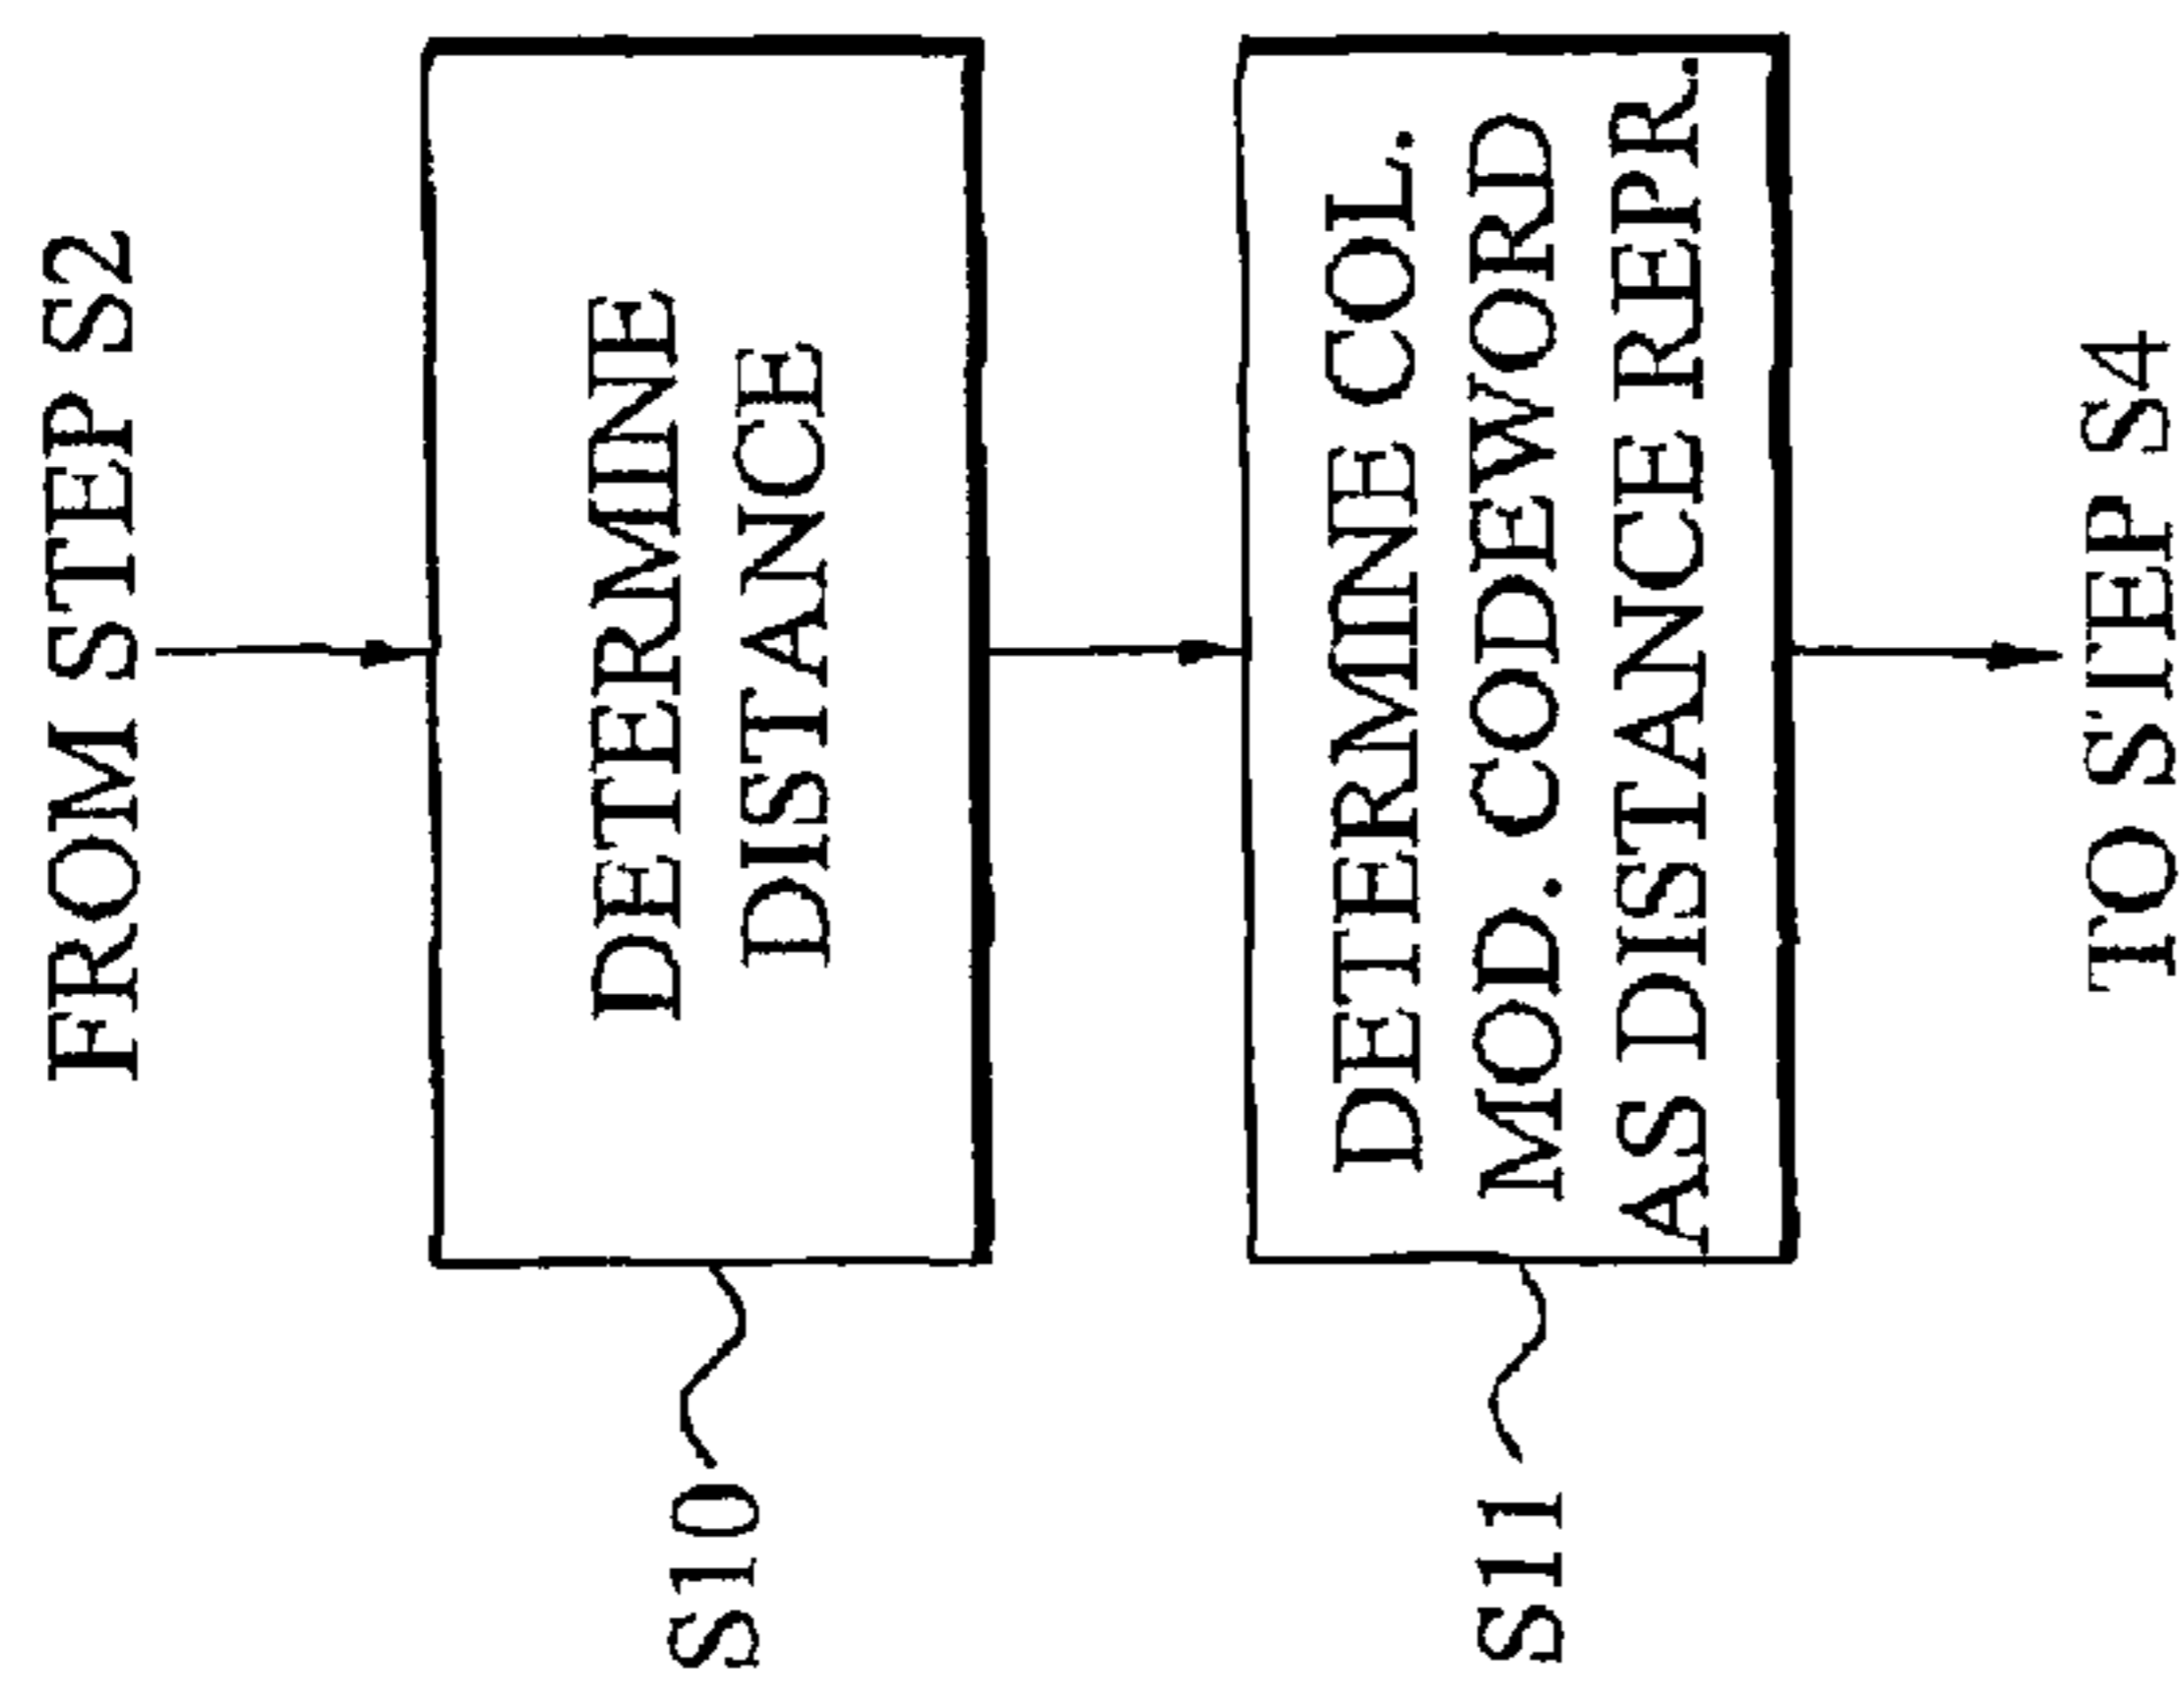 FROM STEP S2
DETERMINE
DISTANCE
S10
DETERMINE COL.
MOD. CODEWORD
AS DISTANCE REPR.
S11
TO STEP S4